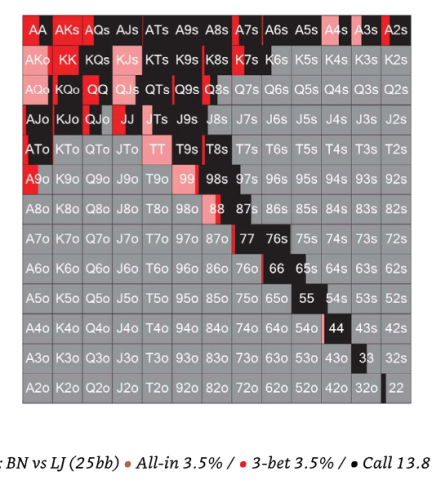 AA AKs AQs AJs ATs A9s A8s A7s A6s A5s A4s A3s A2s
AKo KK KQs KJs KTs K9s K8s K7s K6s K5s K4s K3s K2s
AQo KQo QQ QJs QTs Q9s Q8s Q7s Q6s Q5s Q4s Q3s Q2s
AJo KJo QJo JJ JTs J9s J8s J7s J6s J5s J4s J3s J2s
ATo KTo QTo JTo TT T9s T8s T7s T6s T5s T4s T3s T2s
A9o K9o Q9o J9o T9o 99 98s 97s 96s 95s 94s 93s 92s
A8o K8o Q8o J8o T8o 98o 88 87s 86s 85s 84s 83s 82s
A7o K7o Q7o J7o T7o 97o 87o 77 76s 75s 74s 73s 72s
A6o K6o Q6o J6o T6o 96o 86o 76o 66 65s 64s 63s 62s
A5o K5o Q5o J5o T5o 95o 85o 75o 65o 55 54s 53s 52s
A4o K4o Q4o J4o T4o 94o 84o 74o 64o 54o 44 43s 42s
A3o K3o Q3o J3o T3o 93o 83o 73o 63o 53o 43o 33 32s
A2o K2o Q2o J2o T2o 92o 82o 72o 62o 52o 42o 32o 22
: BN vs LJ (25bb) • All-in 3.5% / • 3-bet 3.5% / • Call 13.8